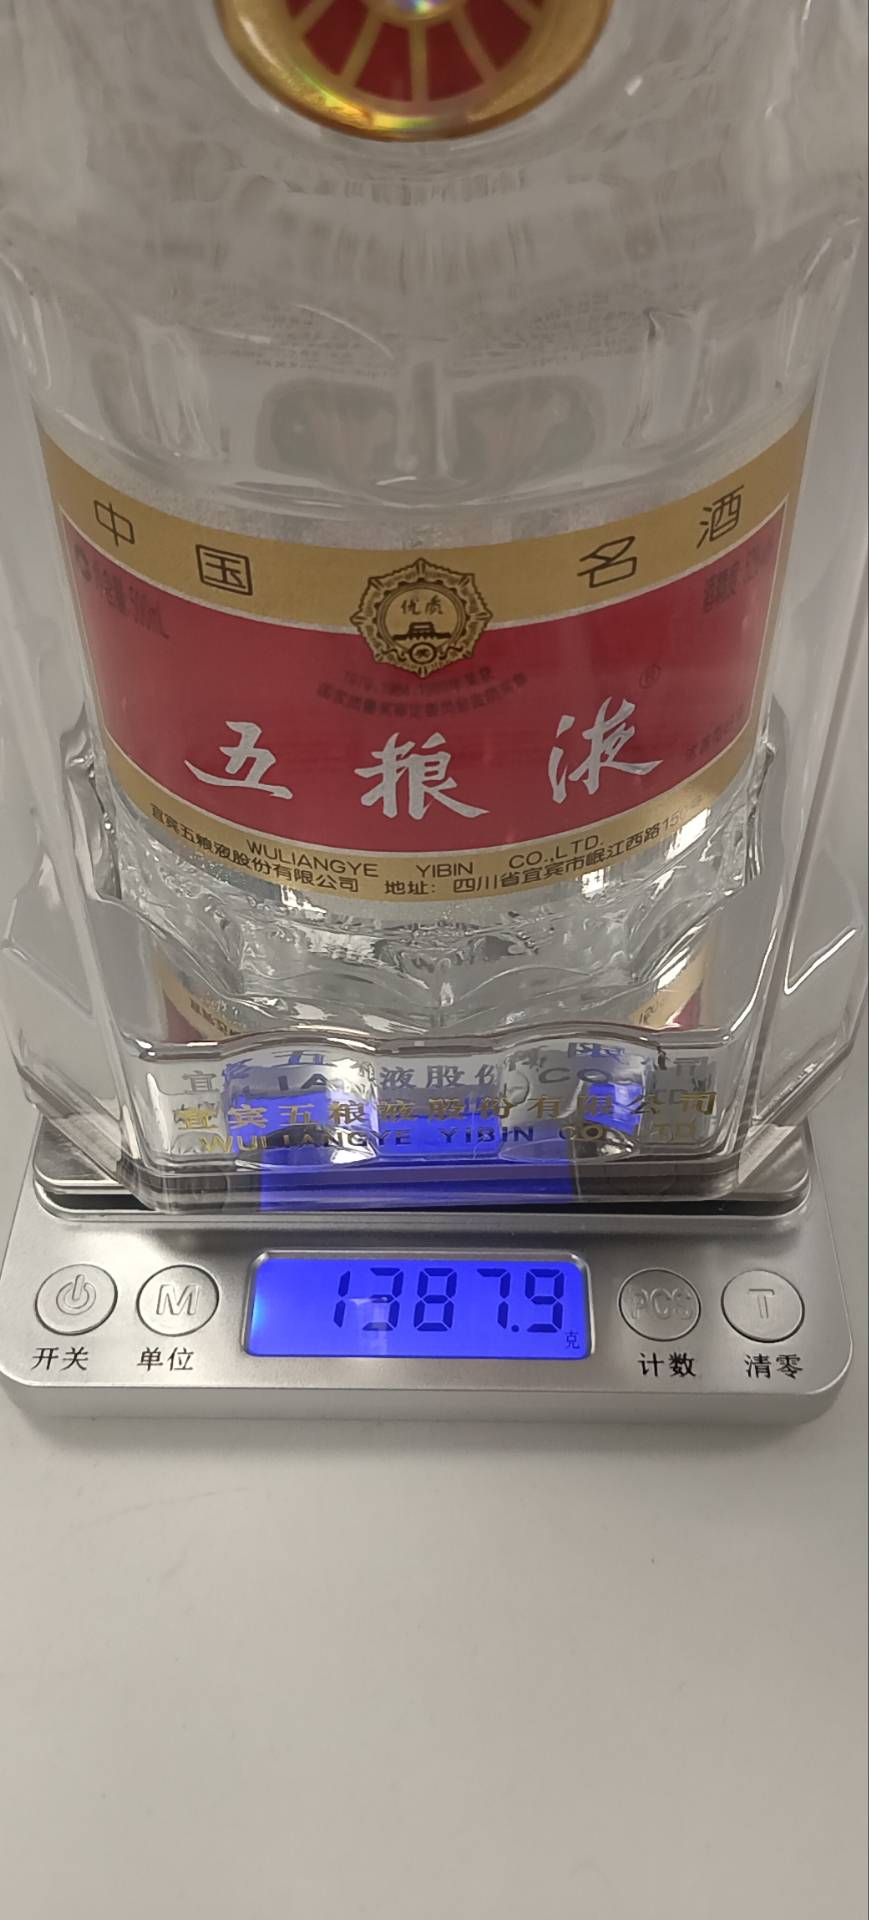 中国名酒
优质
五粮液®
WULIANGYE YIBIN CO.,LTD.
宜宾五粮液股份有限公司 地址：四川省宜宾市岷江西路
宜宾五粮液股份有限公司
WULIANGYE YIBIN CO.,LTD
1387.9 克
M PCS T
开关 单位 计数 清零